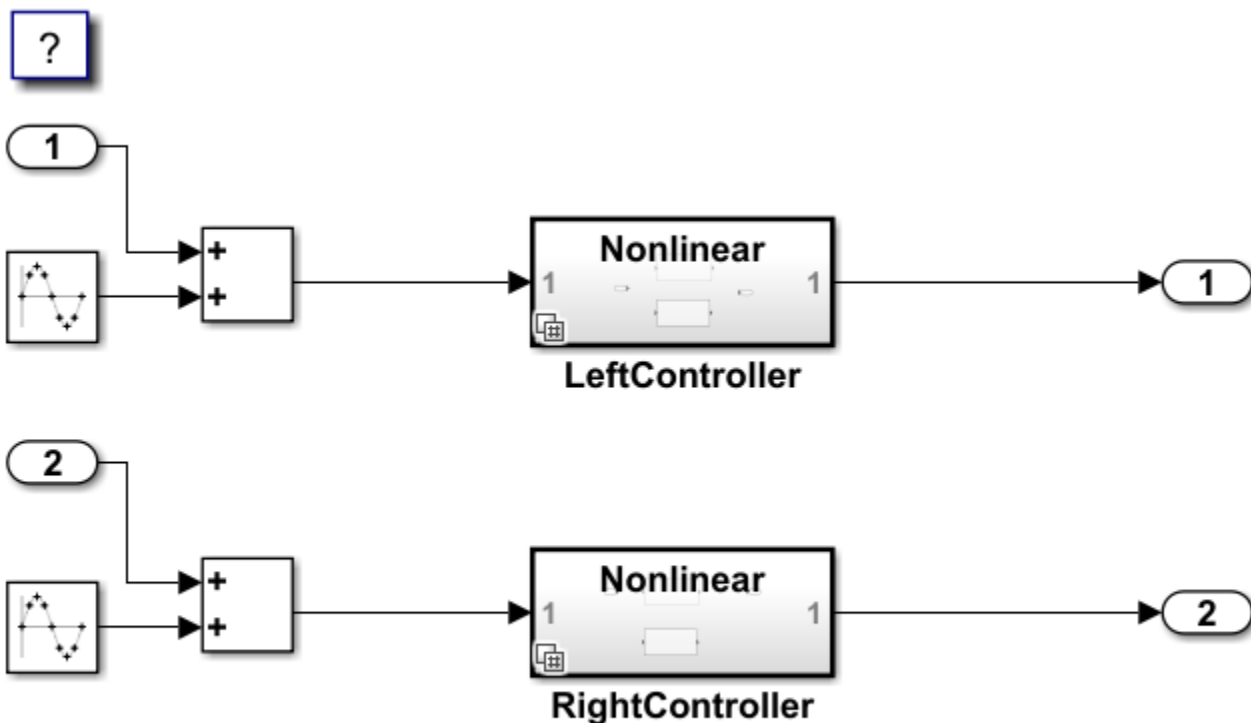 ?
1
+
+
Nonlinear
1 1
LeftController
1
2
+
+
Nonlinear
1 1
RightController
2